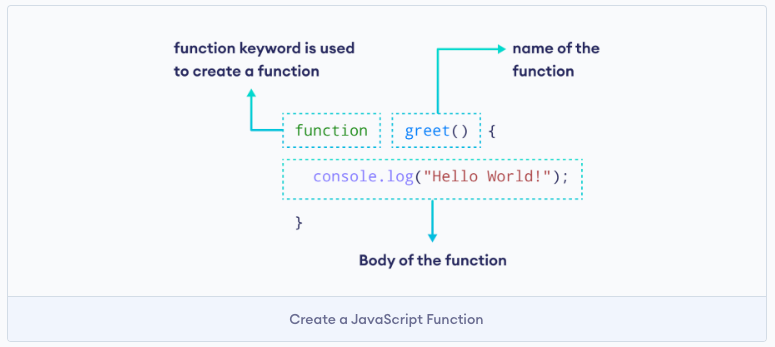 function keyword is used
to create a function
name of the
function
function greet() {
console.log("Hello World!");
}
Body of the function
Create a JavaScript Function